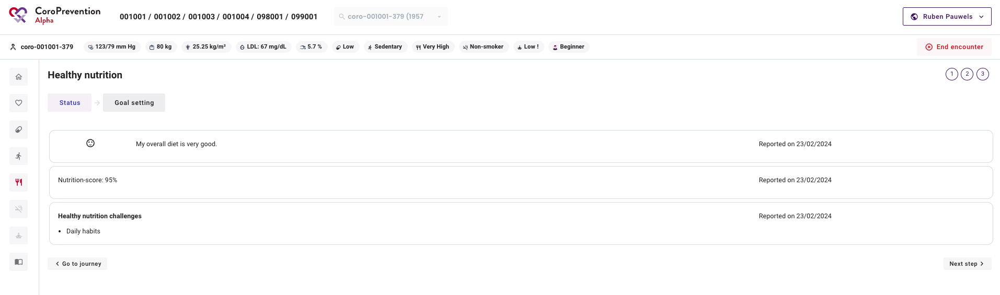 CoroPrevention
Alpha
001001 / 001002 / 001003 / 001004 / 098001 / 099001
coro-001001-379 (1957
Ruben Pauwels
coro-001001-379
123/79 mm Hg
80 kg
25.25 kg/m²
LDL: 67 mg/dL
5.7 %
Low
Sedentary
Very High
Non-smoker
Low !
Beginner
End encounter
Healthy nutrition
1 2 3
Status
Goal setting
My overall diet is very good.
Reported on 23/02/2024
Nutrition-score: 95%
Reported on 23/02/2024
Healthy nutrition challenges
Reported on 23/02/2024
• Daily habits
Go to journey
Next step